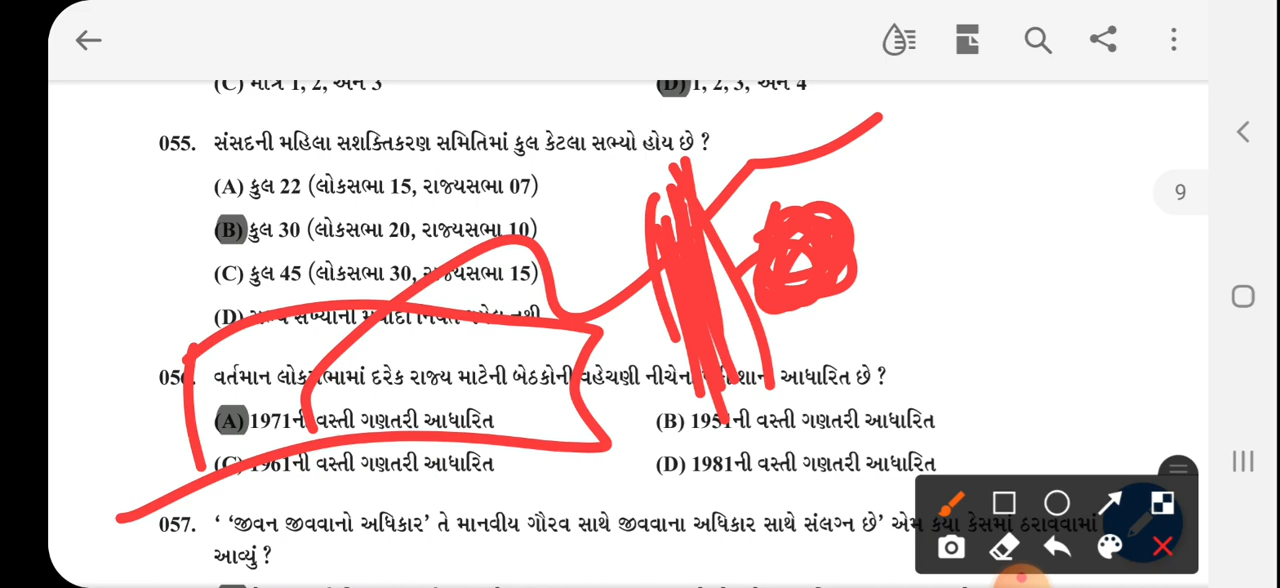 (C) માત્ર 1, 2, અને 3 (D) 1, 2, 3, અને 4
9
055. સંસદની મહિલા સશક્તિકરણ સમિતિમાં કુલ કેટલા સભ્યો હોય છે ?
(A) કુલ 22 (લોકસભા 15, રાજ્યસભા 07)
(B) કુલ 30 (લોકસભા 20, રાજ્યસભા 10)
(C) કુલ 45 (લોકસભા 30, રાજ્યસભા 15)
(D)
056. વર્તમાન લોકસભામાં દરેક રાજ્ય માટેની બેઠકોની વહેચણી નીચેના આધારિત છે ?
(A) 1971ની વસ્તી ગણતરી આધારિત (B) 1951ની વસ્તી ગણતરી આધારિત
(C) 1961ની વસ્તી ગણતરી આધારિત (D) 1981ની વસ્તી ગણતરી આધારિત
057. ‘ ‘જીવન જીવવાનો અધિકાર’ તે માનવીય ગૌરવ સાથે જીવવાના અધિકાર સાથે સંલગ્ન છે’ એમ કયા કેસમાં ઠરાવવામાં
આવ્યું ?